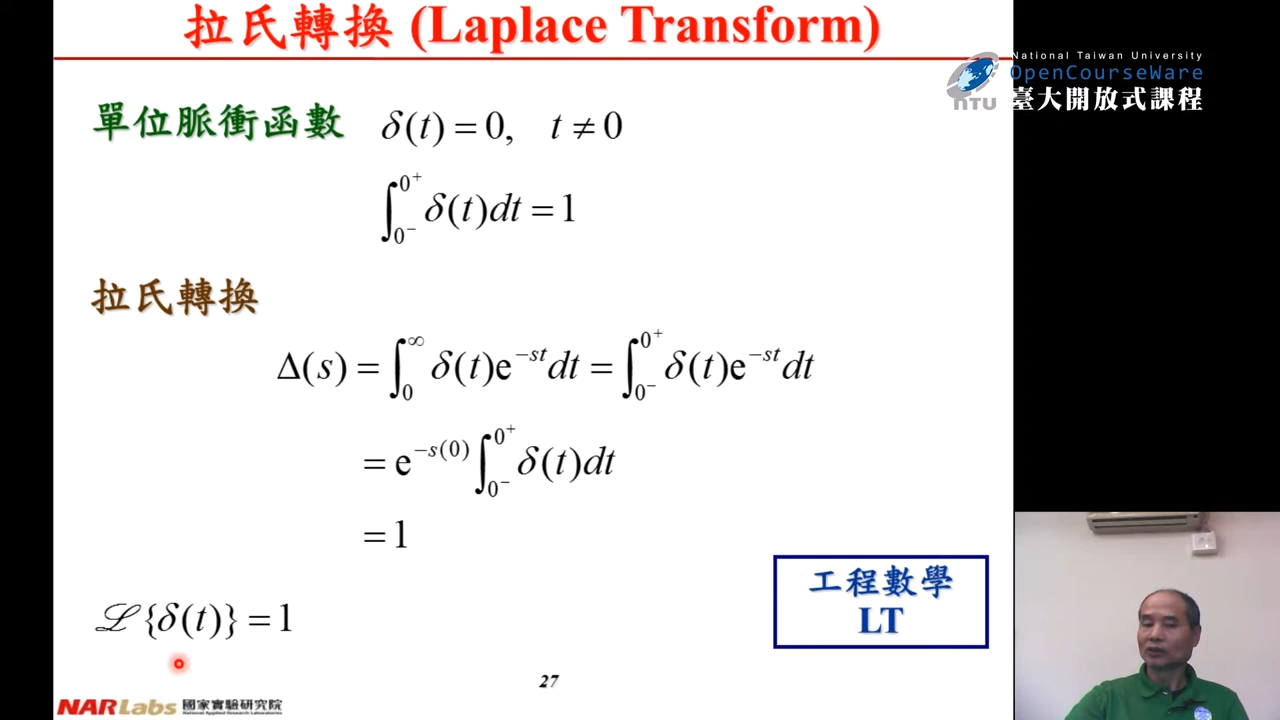 拉氏轉換 (Laplace Transform)
National Taiwan University
OpenCourseWare
NTU 臺大開放式課程
單位脈衝函數 δ(t) = 0, t ≠ 0
∫_{0⁻}^{0⁺} δ(t)dt = 1
拉氏轉換
Δ(s) = ∫_{0}^{∞} δ(t)e^{-st}dt = ∫_{0⁻}^{0⁺} δ(t)e^{-st}dt
= e^{-s(0)} ∫_{0⁻}^{0⁺} δ(t)dt
= 1
工程數學
LT
ℒ{δ(t)} = 1
27
NARLabs 國家實驗研究院
National Applied Research Laboratories